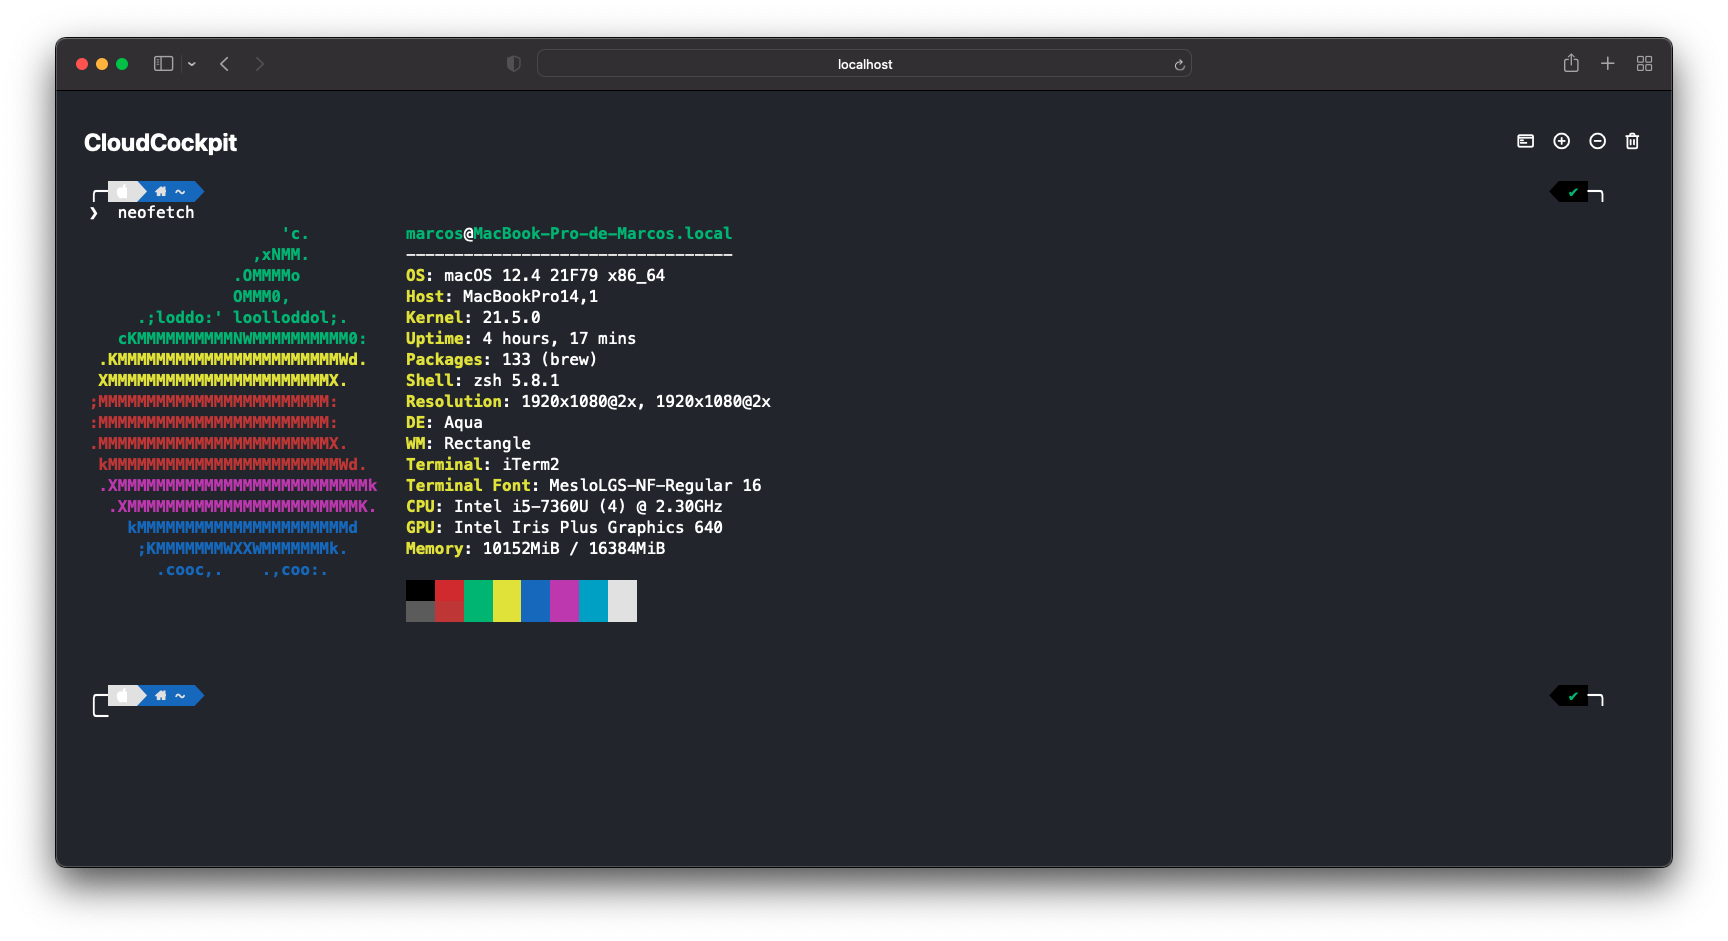 localhost
CloudCockpit
~
✔
❯ neofetch
'c.
,xNMM.
.OMMMMo
OMMM0,
.;loddo:' loolloddol;.
cKMMMMMMMMMMNWMMMMMMMMMM0:
.KMMMMMMMMMMMMMMMMMMMMMMMWd.
XMMMMMMMMMMMMMMMMMMMMMMMX.
;MMMMMMMMMMMMMMMMMMMMMMMM:
:MMMMMMMMMMMMMMMMMMMMMMMM:
.MMMMMMMMMMMMMMMMMMMMMMMMX.
kMMMMMMMMMMMMMMMMMMMMMMMMWd.
.XMMMMMMMMMMMMMMMMMMMMMMMMMMk
.XMMMMMMMMMMMMMMMMMMMMMMMMK.
kMMMMMMMMMMMMMMMMMMMMMMd
;KMMMMMMMWXXWMMMMMMMk.
.cooc,. .,coo:.
marcos@MacBook-Pro-de-Marcos.local
----------------------------------
OS: macOS 12.4 21F79 x86_64
Host: MacBookPro14,1
Kernel: 21.5.0
Uptime: 4 hours, 17 mins
Packages: 133 (brew)
Shell: zsh 5.8.1
Resolution: 1920x1080@2x, 1920x1080@2x
DE: Aqua
WM: Rectangle
Terminal: iTerm2
Terminal Font: MesloLGS-NF-Regular 16
CPU: Intel i5-7360U (4) @ 2.30GHz
GPU: Intel Iris Plus Graphics 640
Memory: 10152MiB / 16384MiB
~
✔